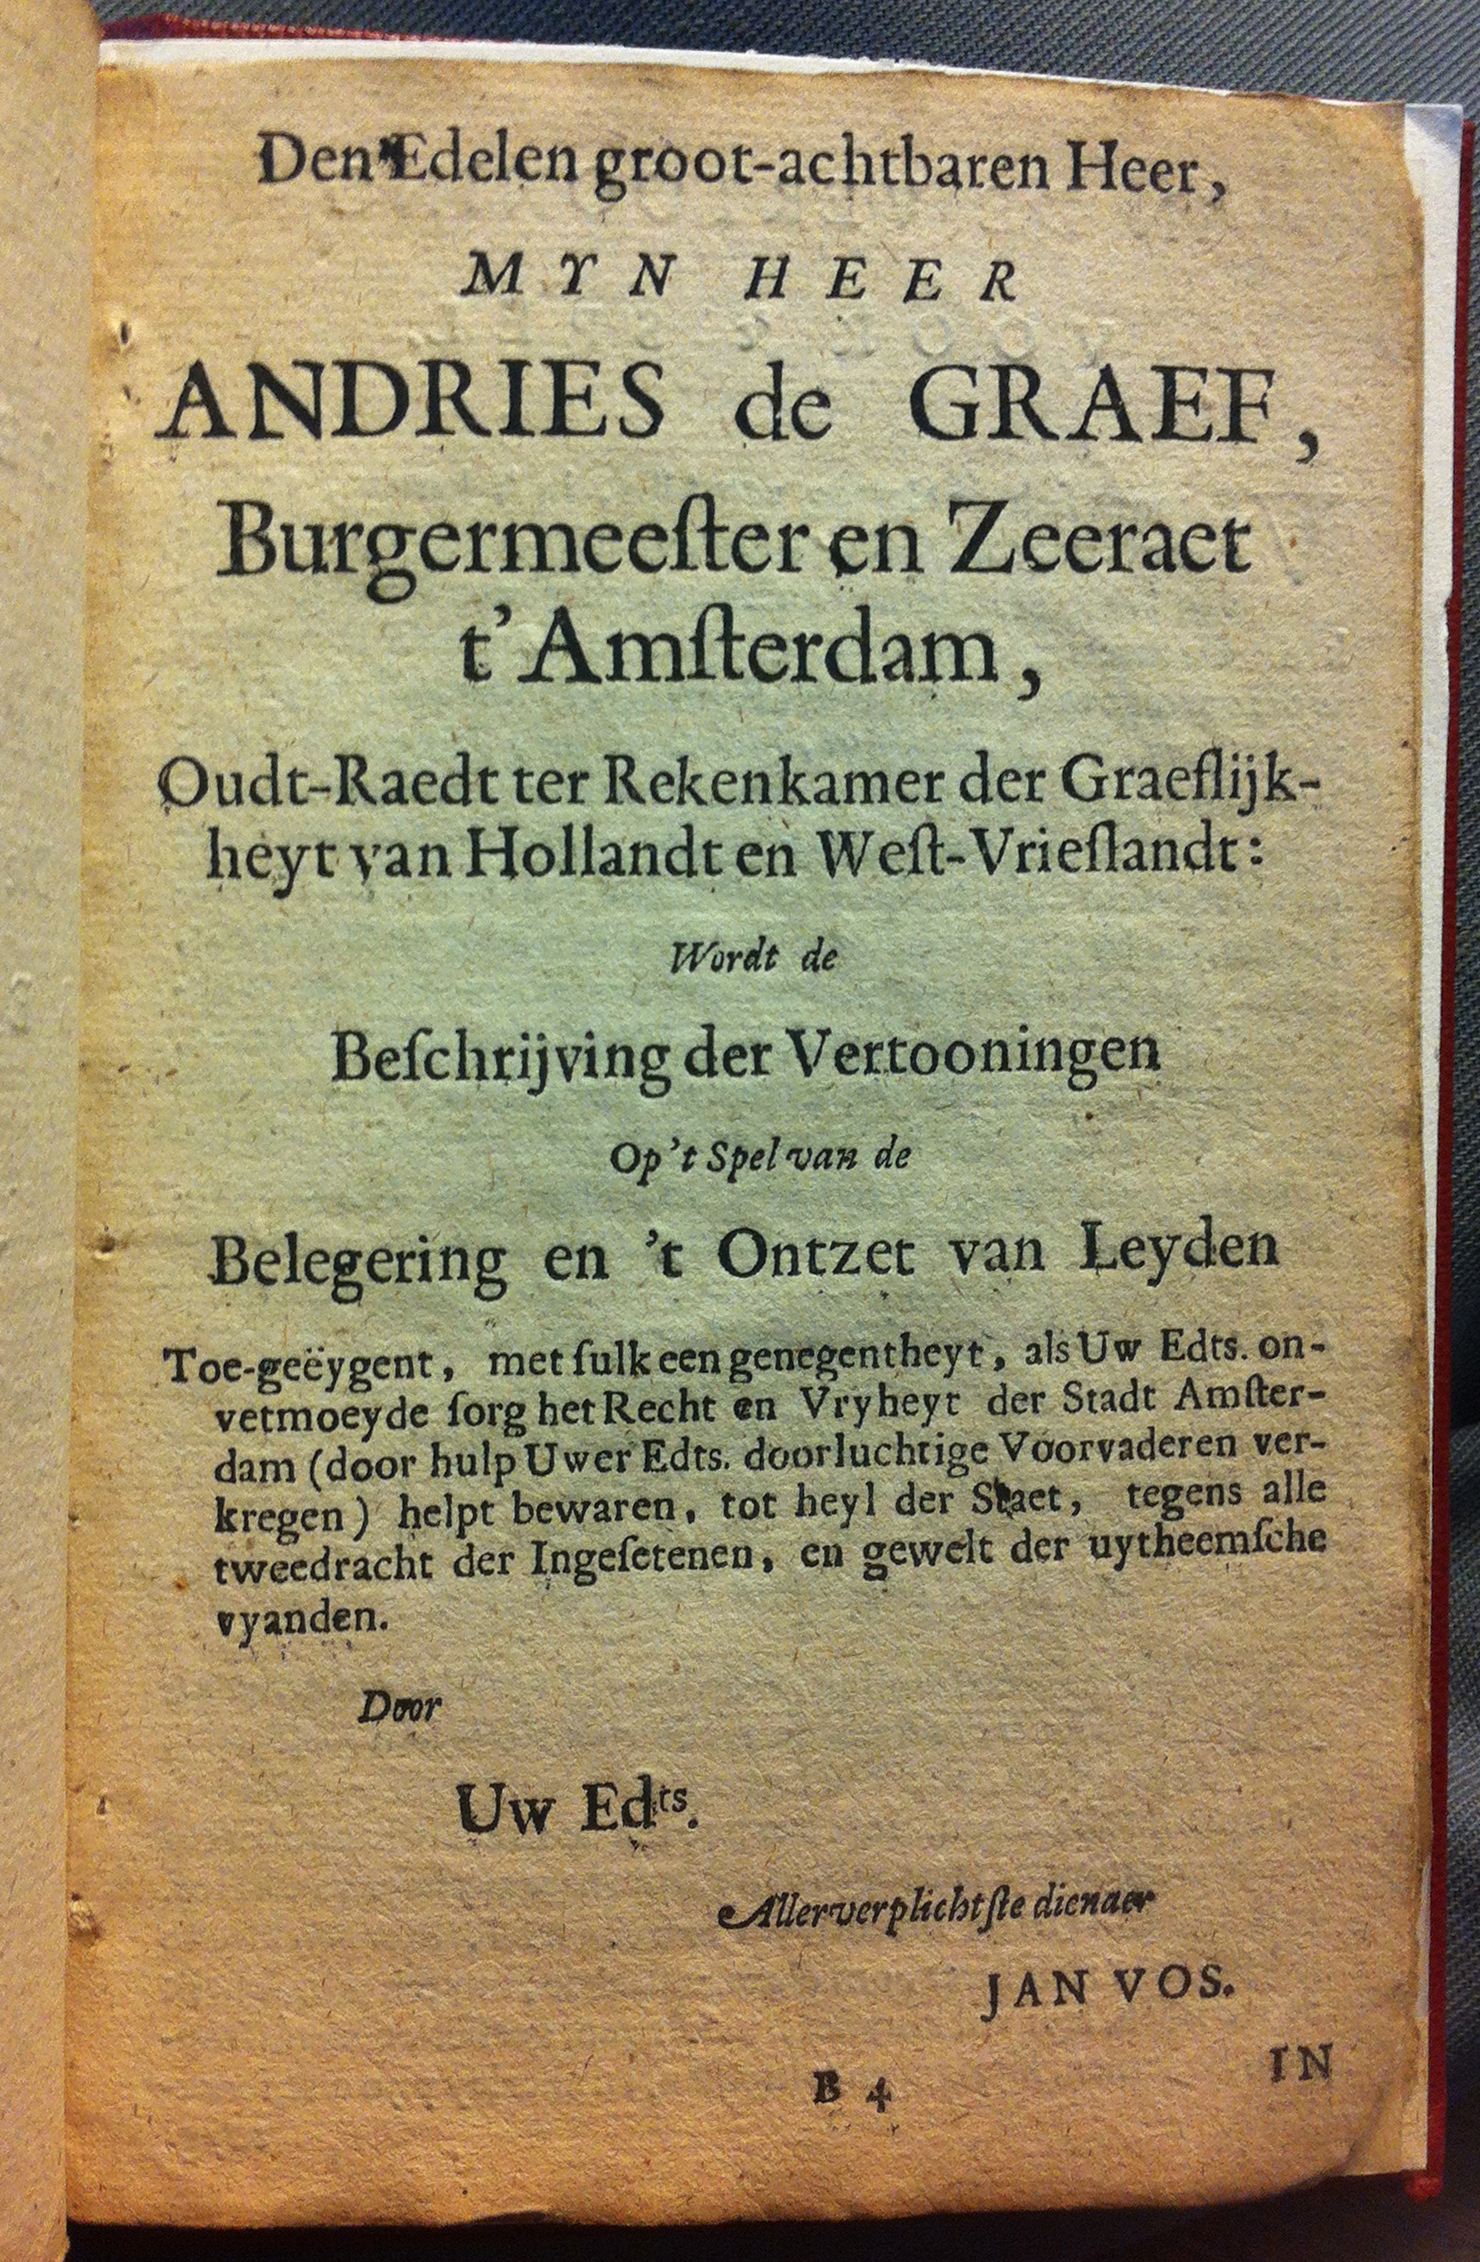 Den Edelen groot-achtbaren Heer,
MYN HEER
ANDRIES de GRAEF,
Burgermeeſter en Zeeraet
t'Amſterdam,
Oudt-Raedt ter Rekenkamer der Graeflijk-
heyt van Hollandt en Weſt-Vrieſlandt:
Wordt de
Beſchrijving der Vertooningen
Op 't Spel van de
Belegering en 't Ontzet van Leyden
Toe-geëygent, met ſulk een genegentheyt, als Uw Edts. on-
vetmoeyde ſorg het Recht en Vryheyt der Stadt Amſter-
dam (door hulp Uwer Edts. doorluchtige Voorvaderen ver-
kregen) helpt bewaren, tot heyl der Staet, tegens alle
tweedracht der Ingeſetenen, en gewelt der uytheemſche
vyanden.
Door
Uw Edts.
Allerverplichtſte dienaer
JAN VOS.
B 4
IN